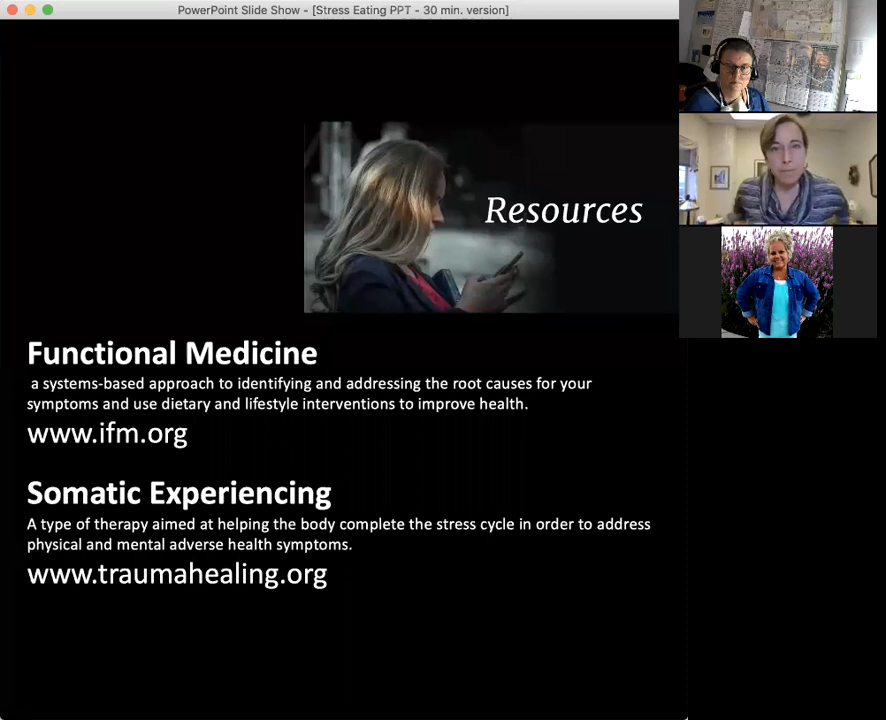 PowerPoint Slide Show - [Stress Eating PPT - 30 min. version]
Resources
Functional Medicine
a systems-based approach to identifying and addressing the root causes for your
symptoms and use dietary and lifestyle interventions to improve health.
www.ifm.org
Somatic Experiencing
A type of therapy aimed at helping the body complete the stress cycle in order to address
physical and mental adverse health symptoms.
www.traumahealing.org